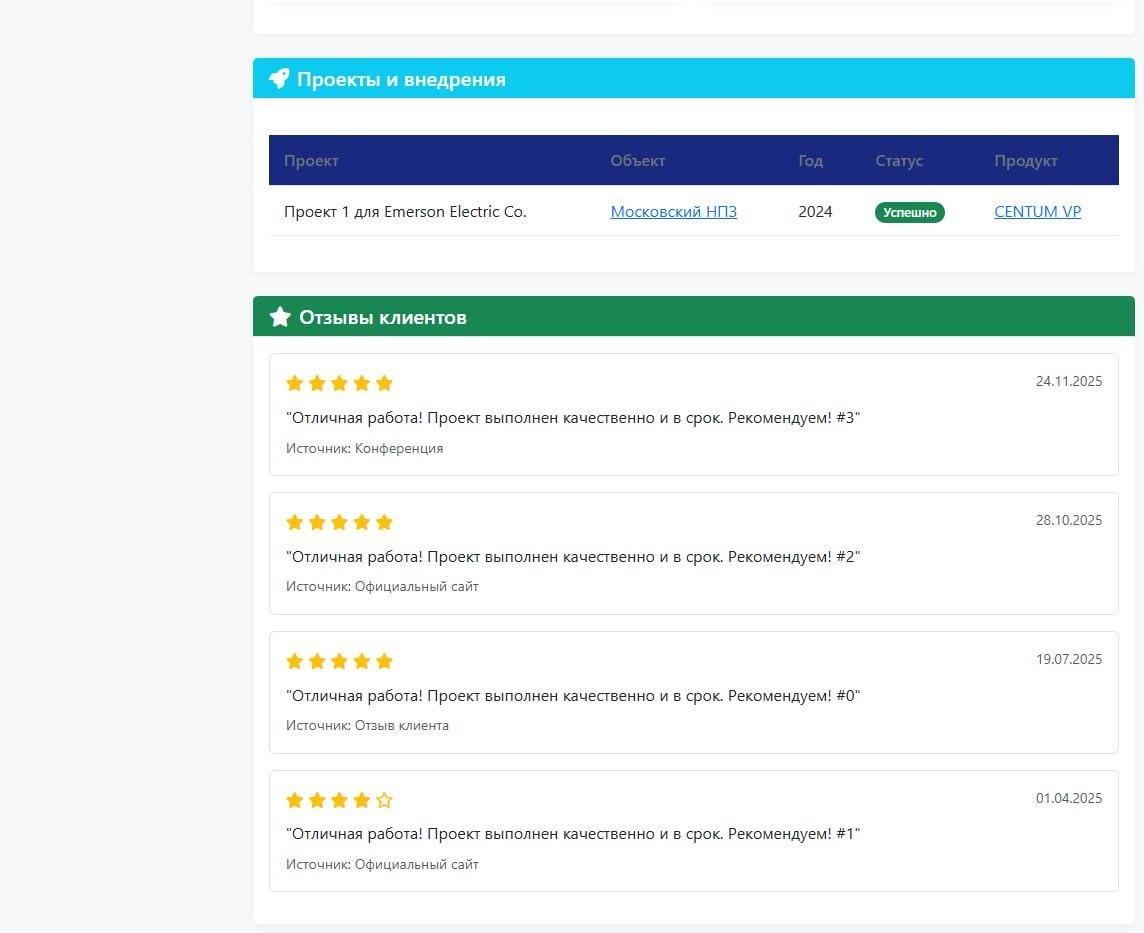 Проекты и внедрения
Проект Объект Год Статус Продукт
Проект 1 для Emerson Electric Co. Московский НПЗ 2024 Успешно CENTUM VP
Отзывы клиентов
24.11.2025
"Отличная работа! Проект выполнен качественно и в срок. Рекомендуем! #3"
Источник: Конференция
28.10.2025
"Отличная работа! Проект выполнен качественно и в срок. Рекомендуем! #2"
Источник: Официальный сайт
19.07.2025
"Отличная работа! Проект выполнен качественно и в срок. Рекомендуем! #0"
Источник: Отзыв клиента
01.04.2025
"Отличная работа! Проект выполнен качественно и в срок. Рекомендуем! #1"
Источник: Официальный сайт